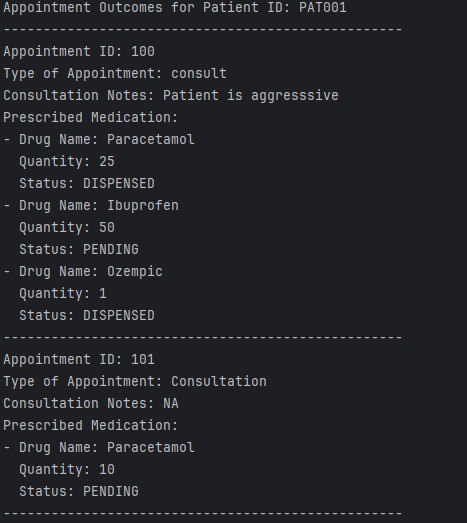 Appointment Outcomes for Patient ID: PAT001
--------------------------------------------------
Appointment ID: 100
Type of Appointment: consult
Consultation Notes: Patient is aggresssive
Prescribed Medication:
- Drug Name: Paracetamol
  Quantity: 25
  Status: DISPENSED
- Drug Name: Ibuprofen
  Quantity: 50
  Status: PENDING
- Drug Name: Ozempic
  Quantity: 1
  Status: DISPENSED
--------------------------------------------------
Appointment ID: 101
Type of Appointment: Consultation
Consultation Notes: NA
Prescribed Medication:
- Drug Name: Paracetamol
  Quantity: 10
  Status: PENDING
--------------------------------------------------